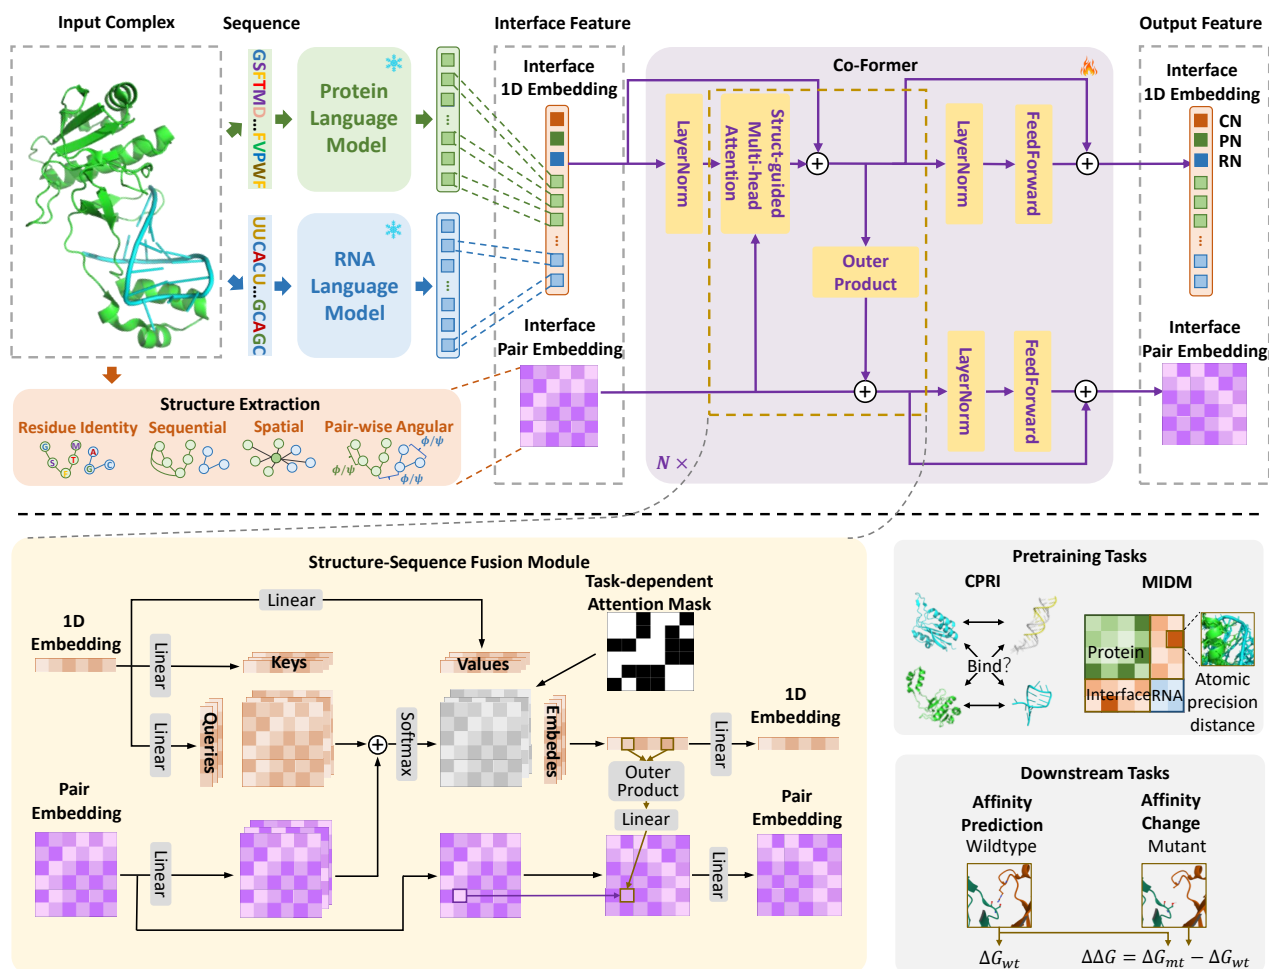 Input Complex
Sequence
Interface Feature
Output Feature
GSFTMD...FVPWF
Protein
Language
Model
UUCACU...GCAGC
RNA
Language
Model
Interface
1D Embedding
Interface
Pair Embedding
Co-Former
LayerNorm
Struct-guided
Multi-head
Attention
Outer
Product
LayerNorm
FeedForward
LayerNorm
FeedForward
N ×
Interface
1D Embedding
CN
PN
RN
Interface
Pair Embedding
Structure Extraction
Residue Identity
Sequential
Spatial
Pair-wise Angular
G
S
F
T
M
A
G
C
ϕ/ψ
ϕ/ψ
ϕ/ψ
Structure-Sequence Fusion Module
1D
Embedding
Linear
Linear
Linear
Keys
Queries
Values
Task-dependent
Attention Mask
Softmax
Embedes
Linear
1D
Embedding
Outer
Product
Linear
Pair
Embedding
Linear
Linear
Pair
Embedding
Pretraining Tasks
CPRI
MIDM
Bind?
Protein
Interface
RNA
Atomic
precision
distance
Downstream Tasks
Affinity
Prediction
Wildtype
Affinity
Change
Mutant
ΔG_wt
ΔΔG = ΔG_mt − ΔG_wt